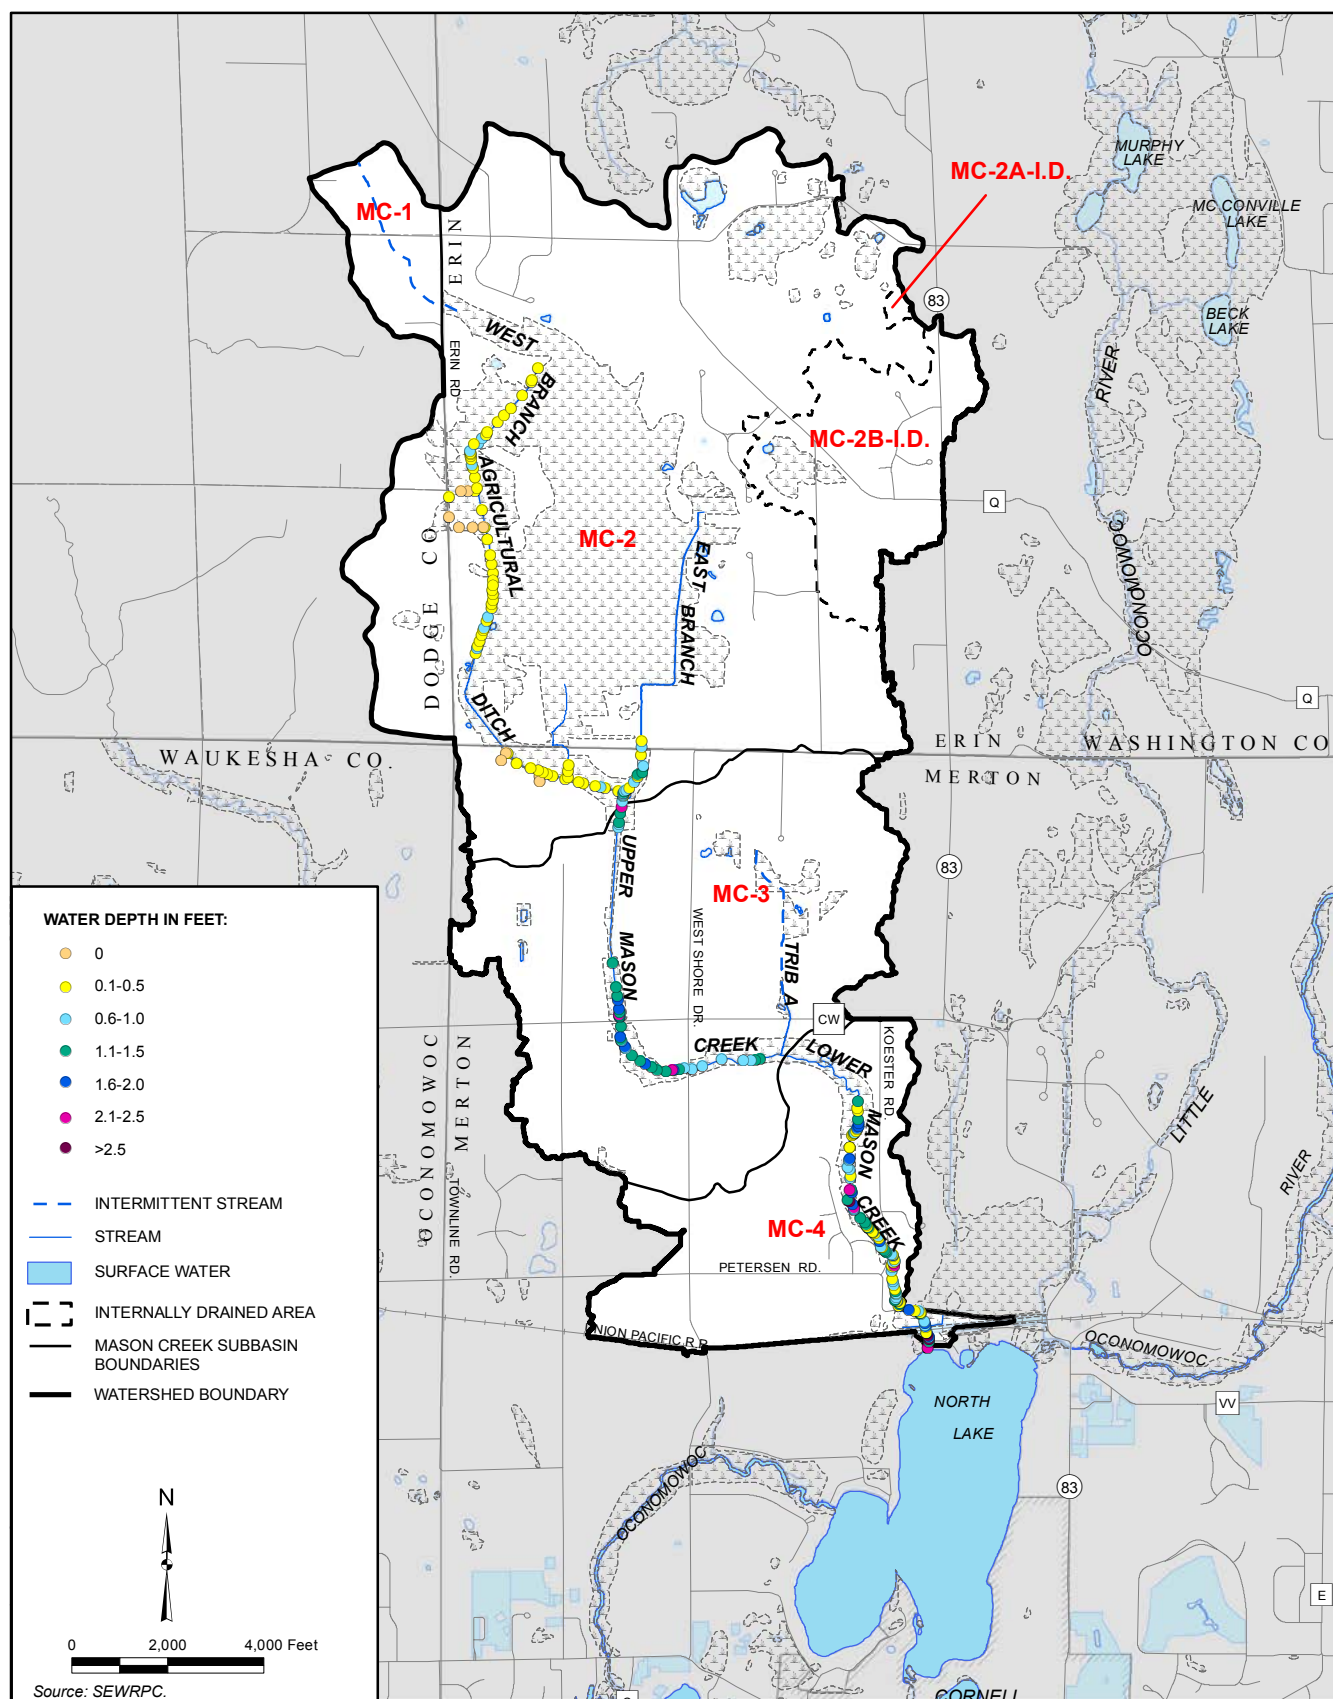 MURPHY
LAKE
MC-2A-I.D.
MC-1
MC CONVILLE
LAKE
ERIN
83
BECK
LAKE
WEST
BRANCH
ERIN RD
RIVER
MC-2B-I.D.
AGRICULTURAL
Q
MC-2
OCONOMOWOC
EAST
BRANCH
DODGE CO.
DITCH
Q
WAUKESHA CO.
ERIN
WASHINGTON CO.
MERTON
UPPER
83
MC-3
WEST SHORE DR.
MASON
TRIB A
CW
CREEK
LOWER
KOESTER RD.
OCONOMOWOC
MERTON
MASON
LITTLE
RIVER
TOWNLINE RD.
CREEK
MC-4
PETERSEN RD.
UNION PACIFIC R.R.
OCONOMOWOC
NORTH
LAKE
VV
OCONOMOWOC
83
E
CORNELL
WATER DEPTH IN FEET:
0
0.1-0.5
0.6-1.0
1.1-1.5
1.6-2.0
2.1-2.5
>2.5
INTERMITTENT STREAM
STREAM
SURFACE WATER
INTERNALLY DRAINED AREA
MASON CREEK SUBBASIN
BOUNDARIES
WATERSHED BOUNDARY
N
0 2,000 4,000 Feet
Source: SEWRPC.